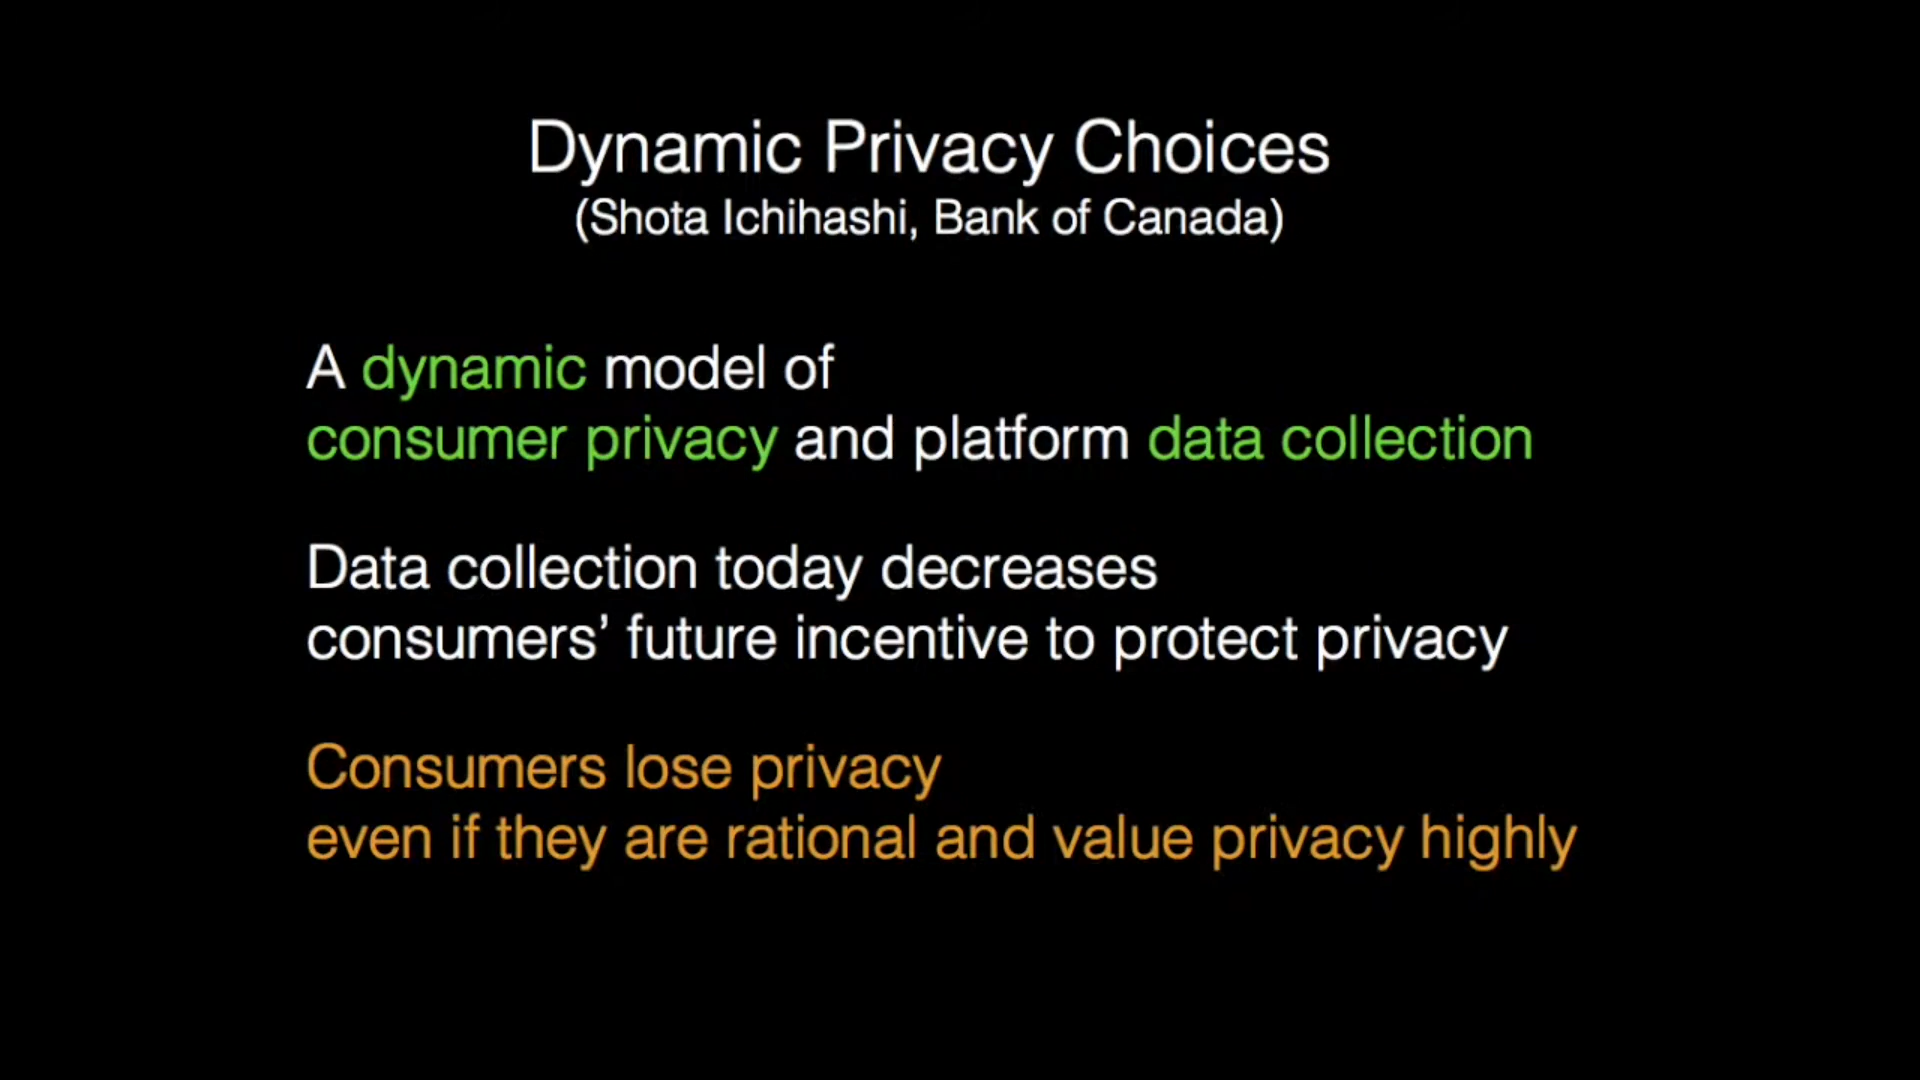 Dynamic Privacy Choices
(Shota Ichihashi, Bank of Canada)
A dynamic model of
consumer privacy and platform data collection
Data collection today decreases
consumers’ future incentive to protect privacy
Consumers lose privacy
even if they are rational and value privacy highly